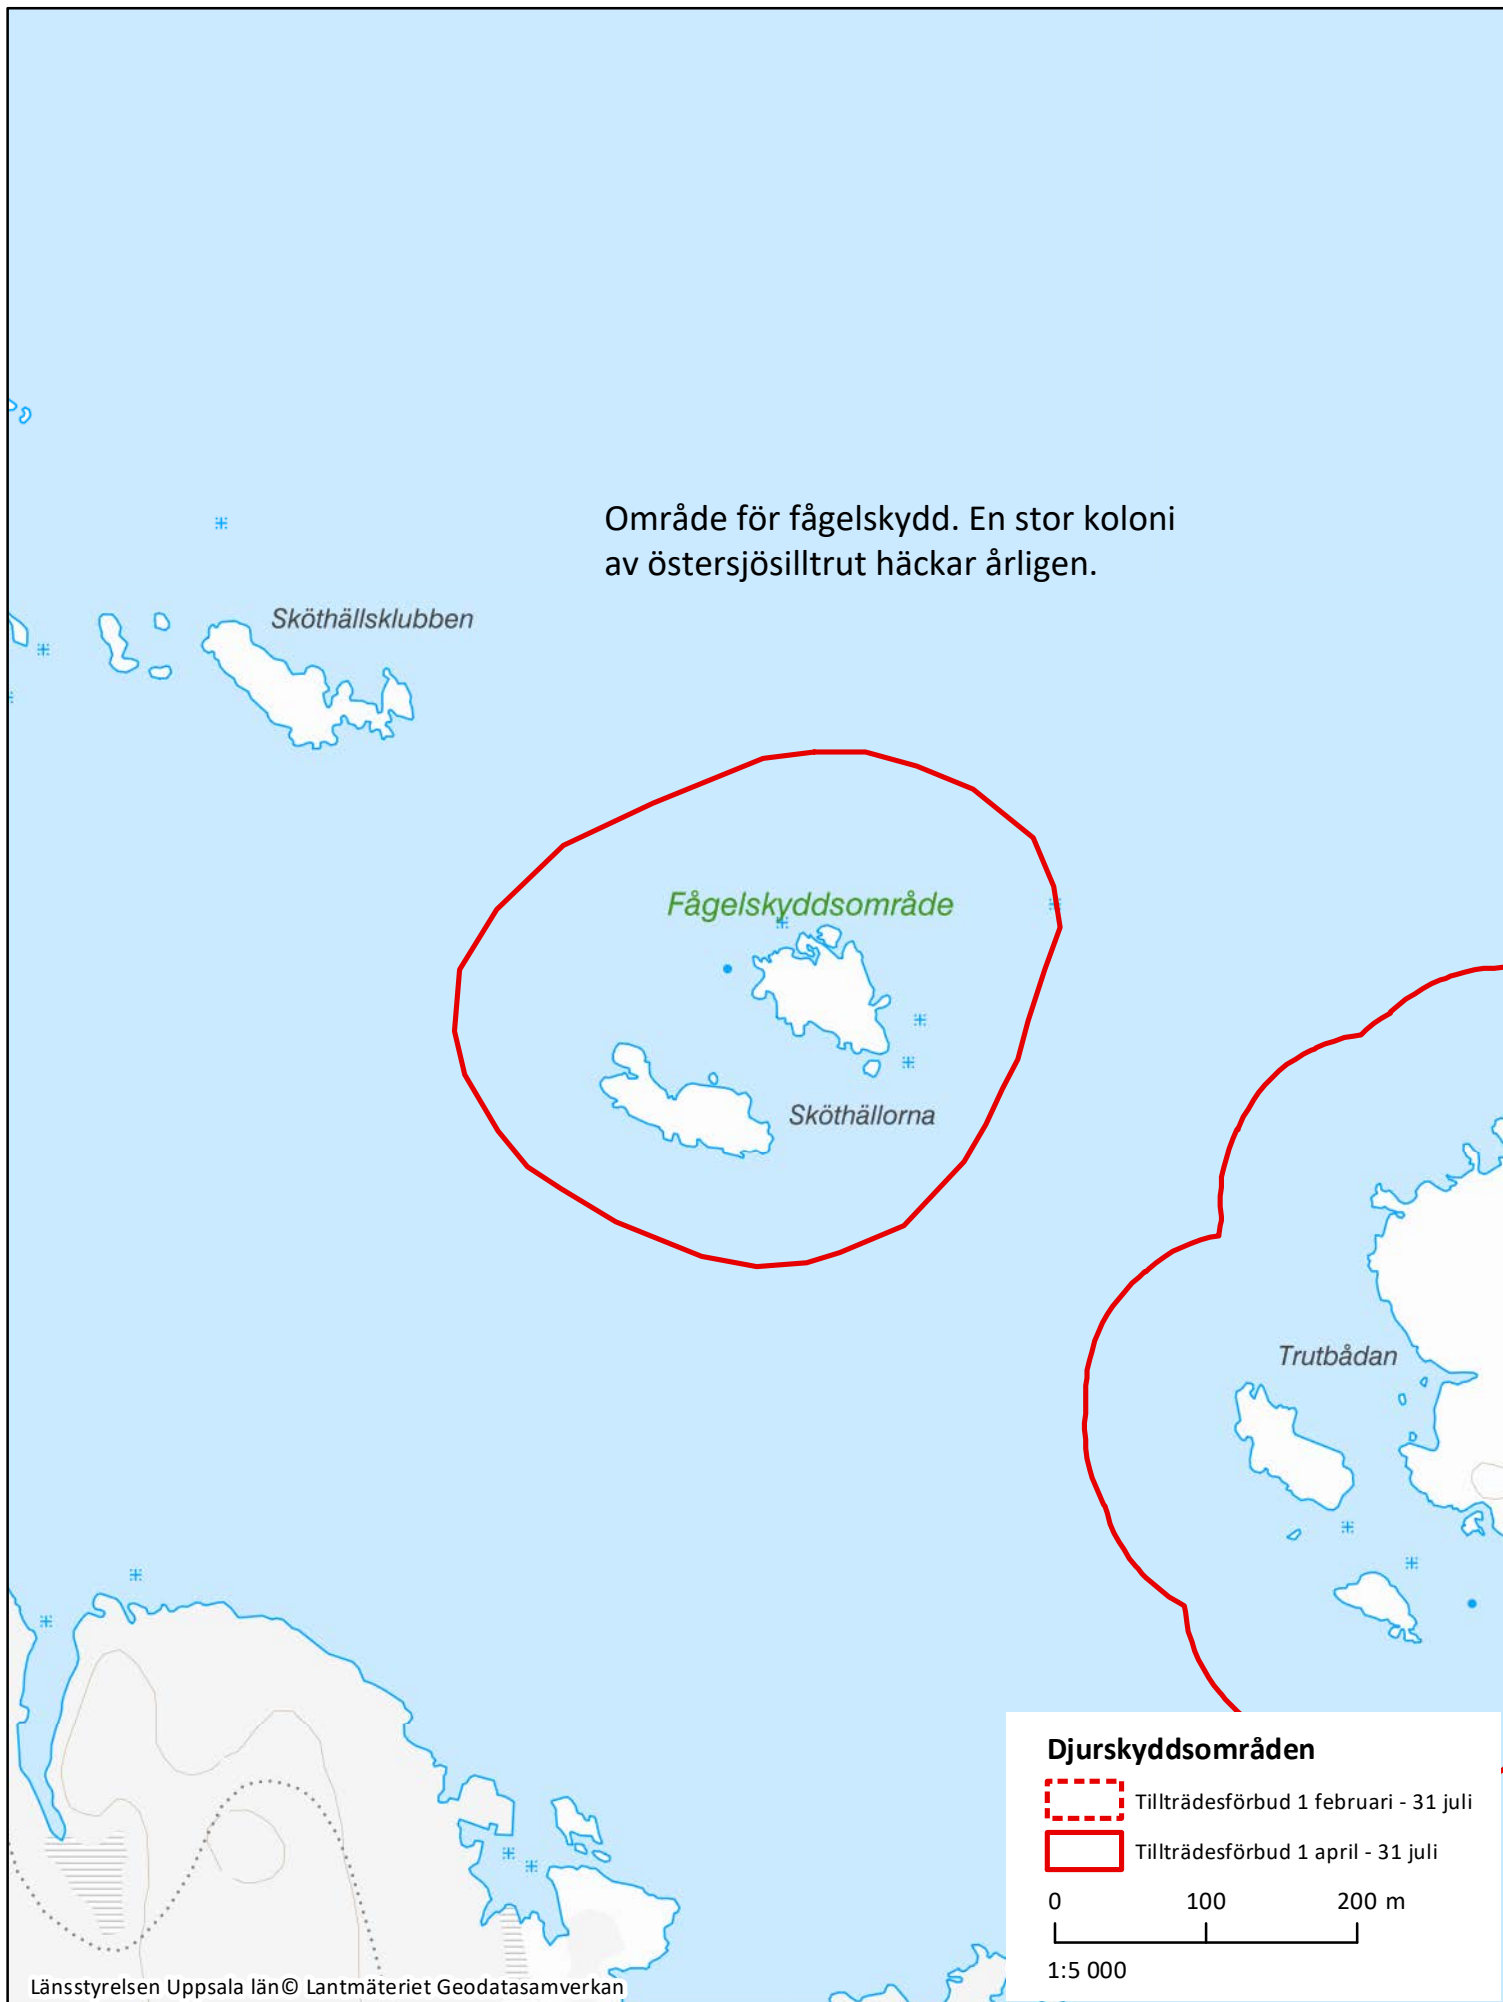 Område för fågelskydd. En stor koloni
av östersjösilltrut häckar årligen.
Sköthällsklubben
Fågelskyddsområde
Sköthällorna
Trutbådan
Djurskyddsområden
Tillträdesförbud 1 februari - 31 juli
Tillträdesförbud 1 april - 31 juli
0 100 200 m
1:5 000
Länsstyrelsen Uppsala län© Lantmäteriet Geodatasamverkan